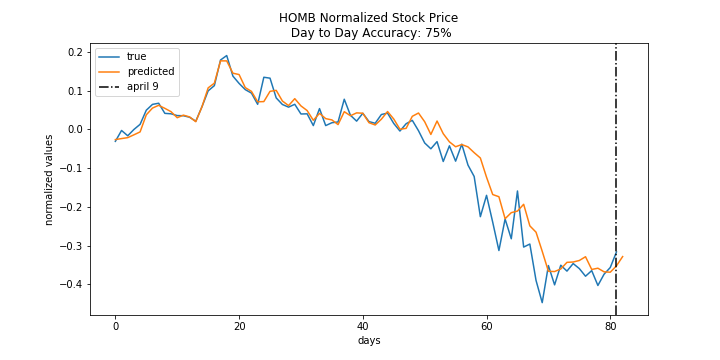 HOMB Normalized Stock Price
Day to Day Accuracy: 75%
true
predicted
april 9
normalized values
0.2
0.1
0.0
−0.1
−0.2
−0.3
−0.4
0
20
40
60
80
days